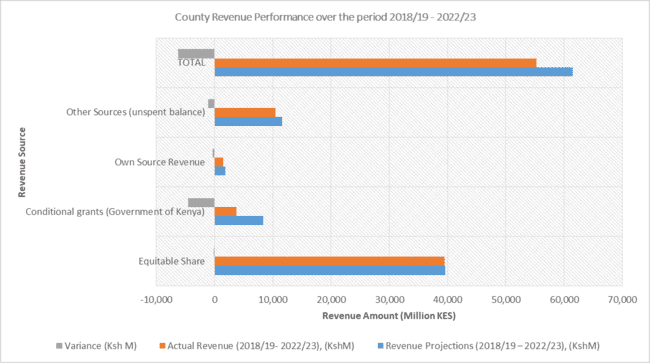 County Revenue Performance over the period 2018/19 - 2022/23
Revenue Source
TOTAL
Other Sources (unspent balance)
Own Source Revenue
Conditional grants (Government of Kenya)
Equitable Share
-10,000 0 10,000 20,000 30,000 40,000 50,000 60,000 70,000
Revenue Amount (Million KES)
Variance (Ksh M) Actual Revenue (2018/19- 2022/23), (KshM) Revenue Projections (2018/19 – 2022/23), (KshM)